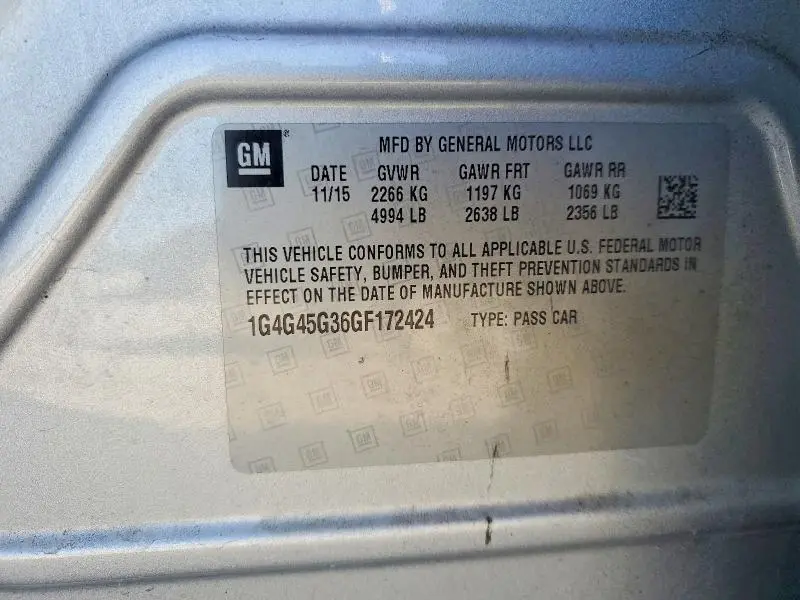 GM
MFD BY GENERAL MOTORS LLC
DATE GVWR GAWR FRT GAWR RR
11/15 2266 KG 1197 KG 1069 KG
4994 LB 2638 LB 2356 LB
THIS VEHICLE CONFORMS TO ALL APPLICABLE U.S. FEDERAL MOTOR
VEHICLE SAFETY, BUMPER, AND THEFT PREVENTION STANDARDS IN
EFFECT ON THE DATE OF MANUFACTURE SHOWN ABOVE.
1G4G45G36GF172424 TYPE: PASS CAR